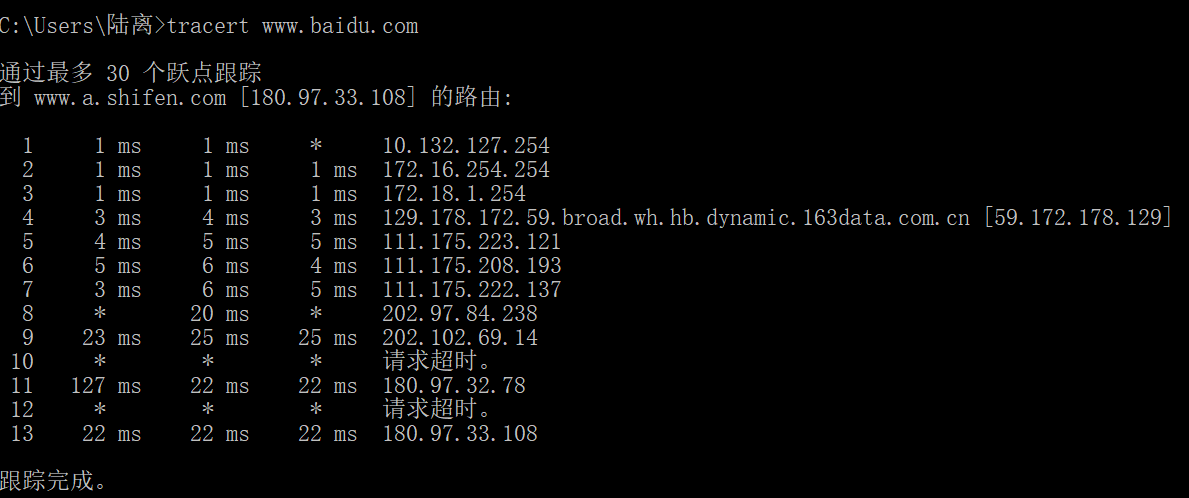 C:\Users\陆离>tracert www.baidu.com
通过最多 30 个跃点跟踪
到 www.a.shifen.com [180.97.33.108] 的路由:
1 1 ms 1 ms * 10.132.127.254
2 1 ms 1 ms 1 ms 172.16.254.254
3 1 ms 1 ms 1 ms 172.18.1.254
4 3 ms 4 ms 3 ms 129.178.172.59.broad.wh.hb.dynamic.163data.com.cn [59.172.178.129]
5 4 ms 5 ms 5 ms 111.175.223.121
6 5 ms 6 ms 4 ms 111.175.208.193
7 3 ms 6 ms 5 ms 111.175.222.137
8 * 20 ms * 202.97.84.238
9 23 ms 25 ms 25 ms 202.102.69.14
10 * * * 请求超时。
11 127 ms 22 ms 22 ms 180.97.32.78
12 * * * 请求超时。
13 22 ms 22 ms 22 ms 180.97.33.108
跟踪完成。